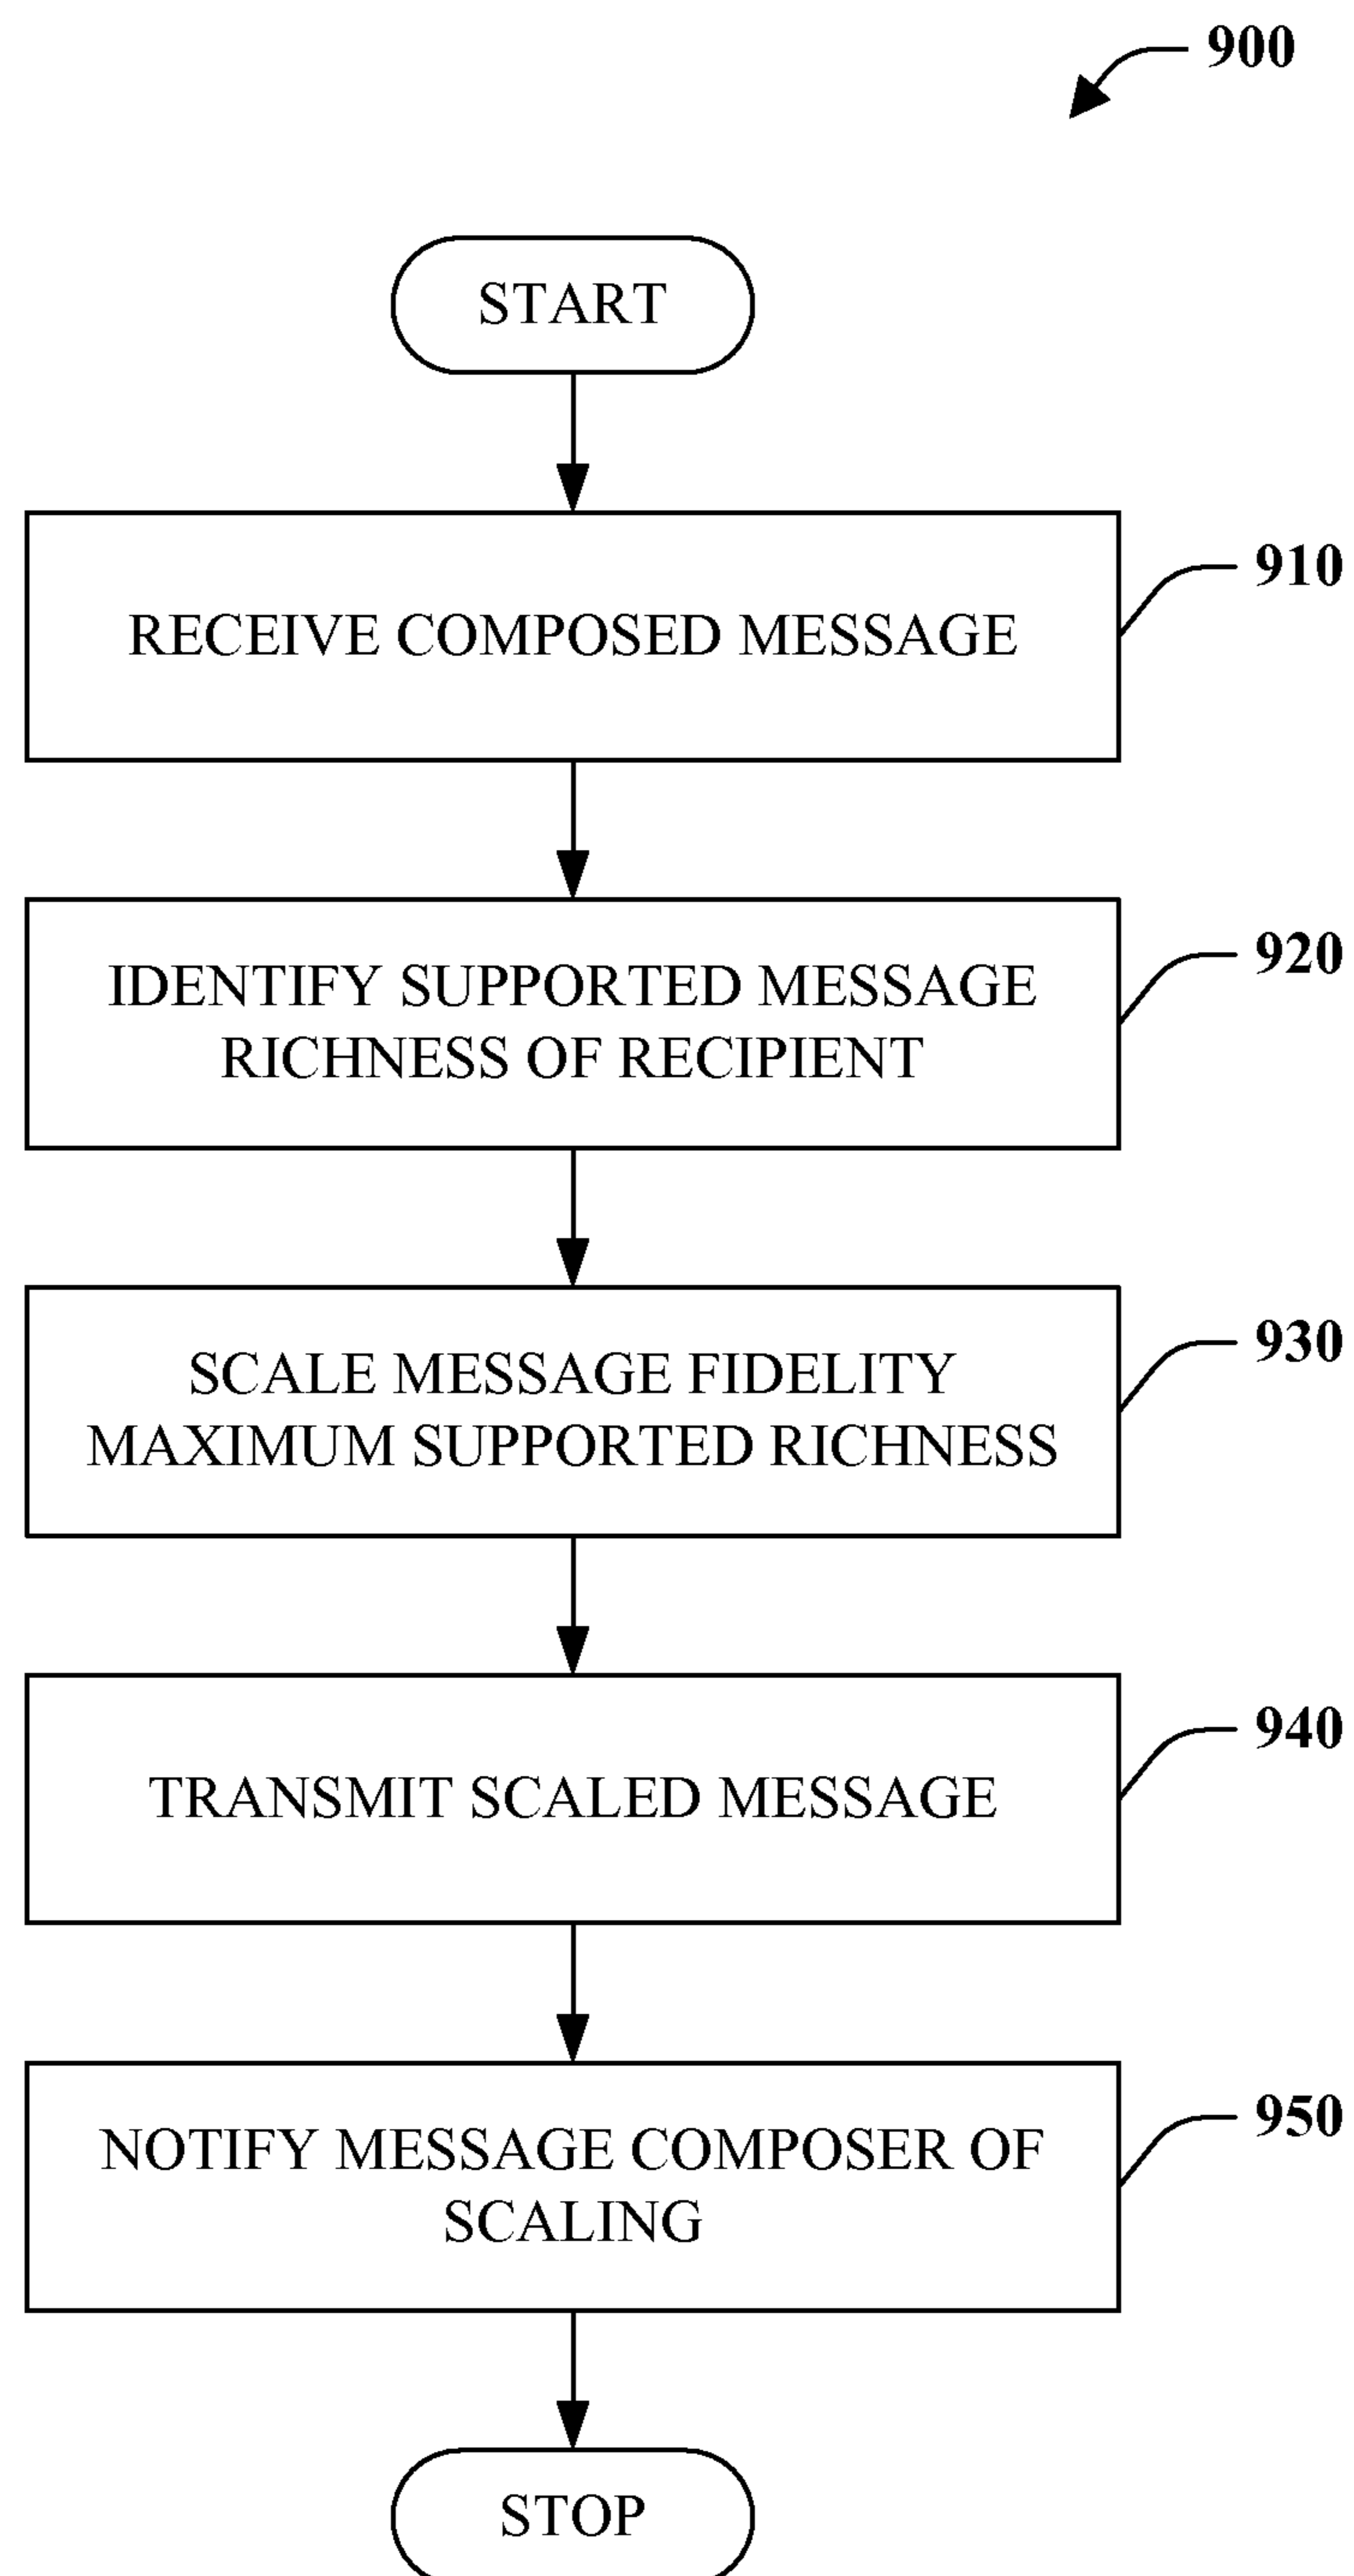 900
START
RECEIVE COMPOSED MESSAGE
910
IDENTIFY SUPPORTED MESSAGE
RICHNESS OF RECIPIENT
920
SCALE MESSAGE FIDELITY
MAXIMUM SUPPORTED RICHNESS
930
TRANSMIT SCALED MESSAGE
940
NOTIFY MESSAGE COMPOSER OF
SCALING
950
STOP